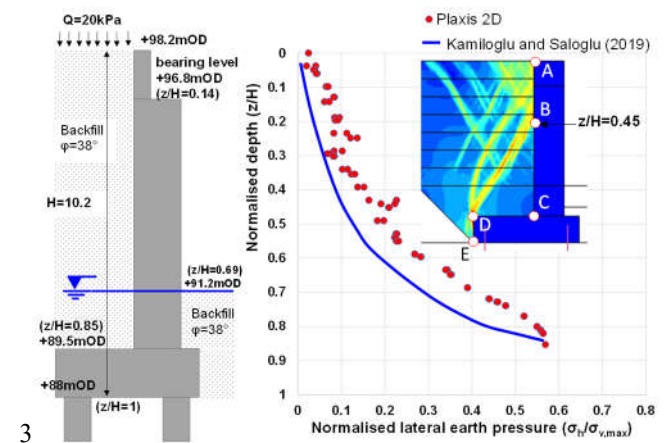 Q=20kPa
+98.2mOD
bearing level
+96.8mOD
(z/H=0.14)
Backfill
φ=38°
H=10.2
(z/H=0.69)
+91.2mOD
(z/H=0.85)
+89.5mOD
Backfill
φ=38°
+88mOD
(z/H=1)
3
Plaxis 2D
Kamiloglu and Saloglu (2019)
A
B
z/H=0.45
C
D
E
Normalised depth (z/H)
0
0.1
0.2
0.3
0.4
0.5
0.6
0.7
0.8
0.9
1
0 0.1 0.2 0.3 0.4 0.5 0.6 0.7 0.8
Normalised lateral earth pressure (σh/σv,max)